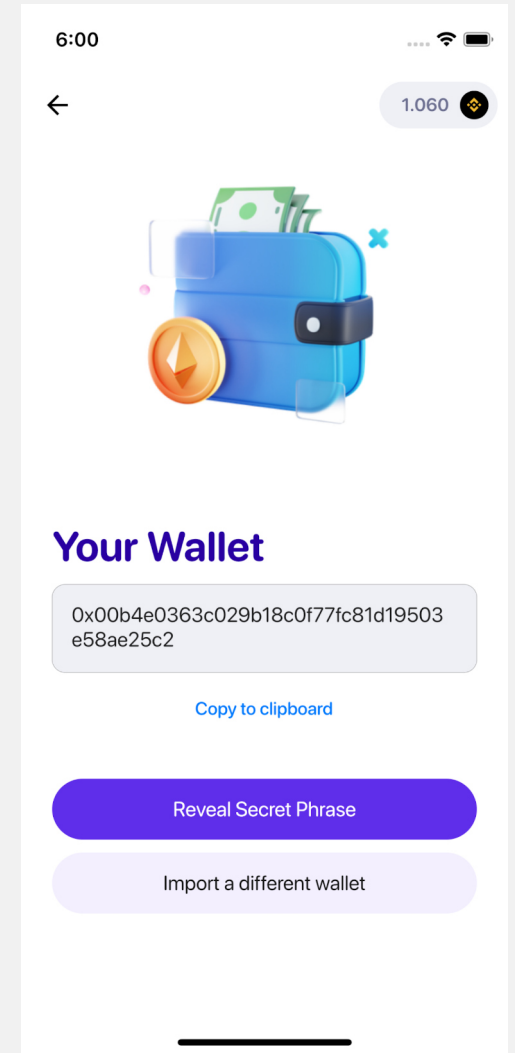 6:00
1.060
Your Wallet
0x00b4e0363c029b18c0f77fc81d19503
e58ae25c2
Copy to clipboard
Reveal Secret Phrase
Import a different wallet